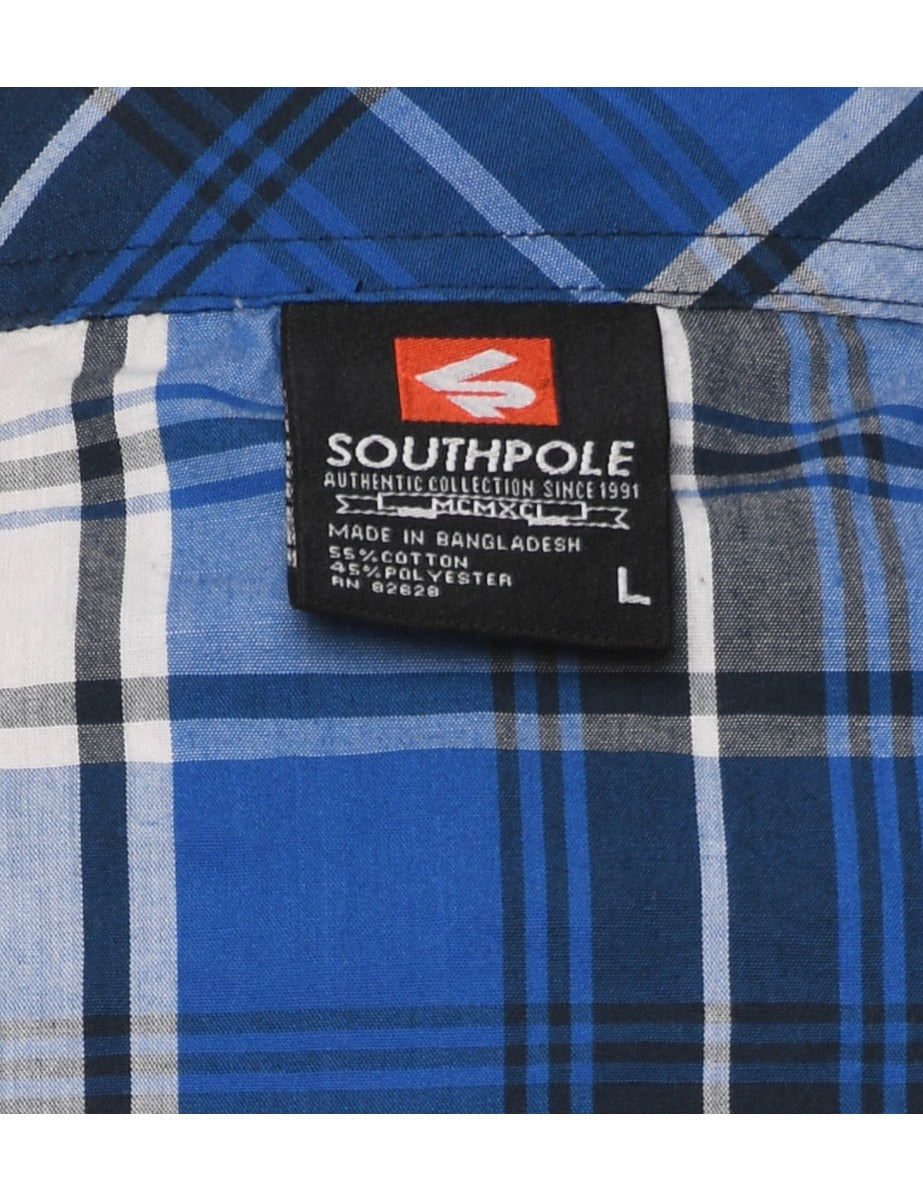 SOUTHPOLE
AUTHENTIC COLLECTION SINCE 1991
MCMXCI
MADE IN BANGLADESH
55%COTTON
45%POLYESTER
RN 82628
L